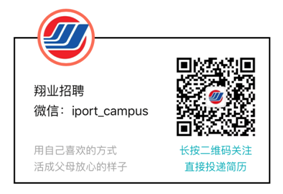 翔业招聘
微信：iport_campus
用自己喜欢的方式
活成父母放心的样子
长按二维码关注
直接投递简历